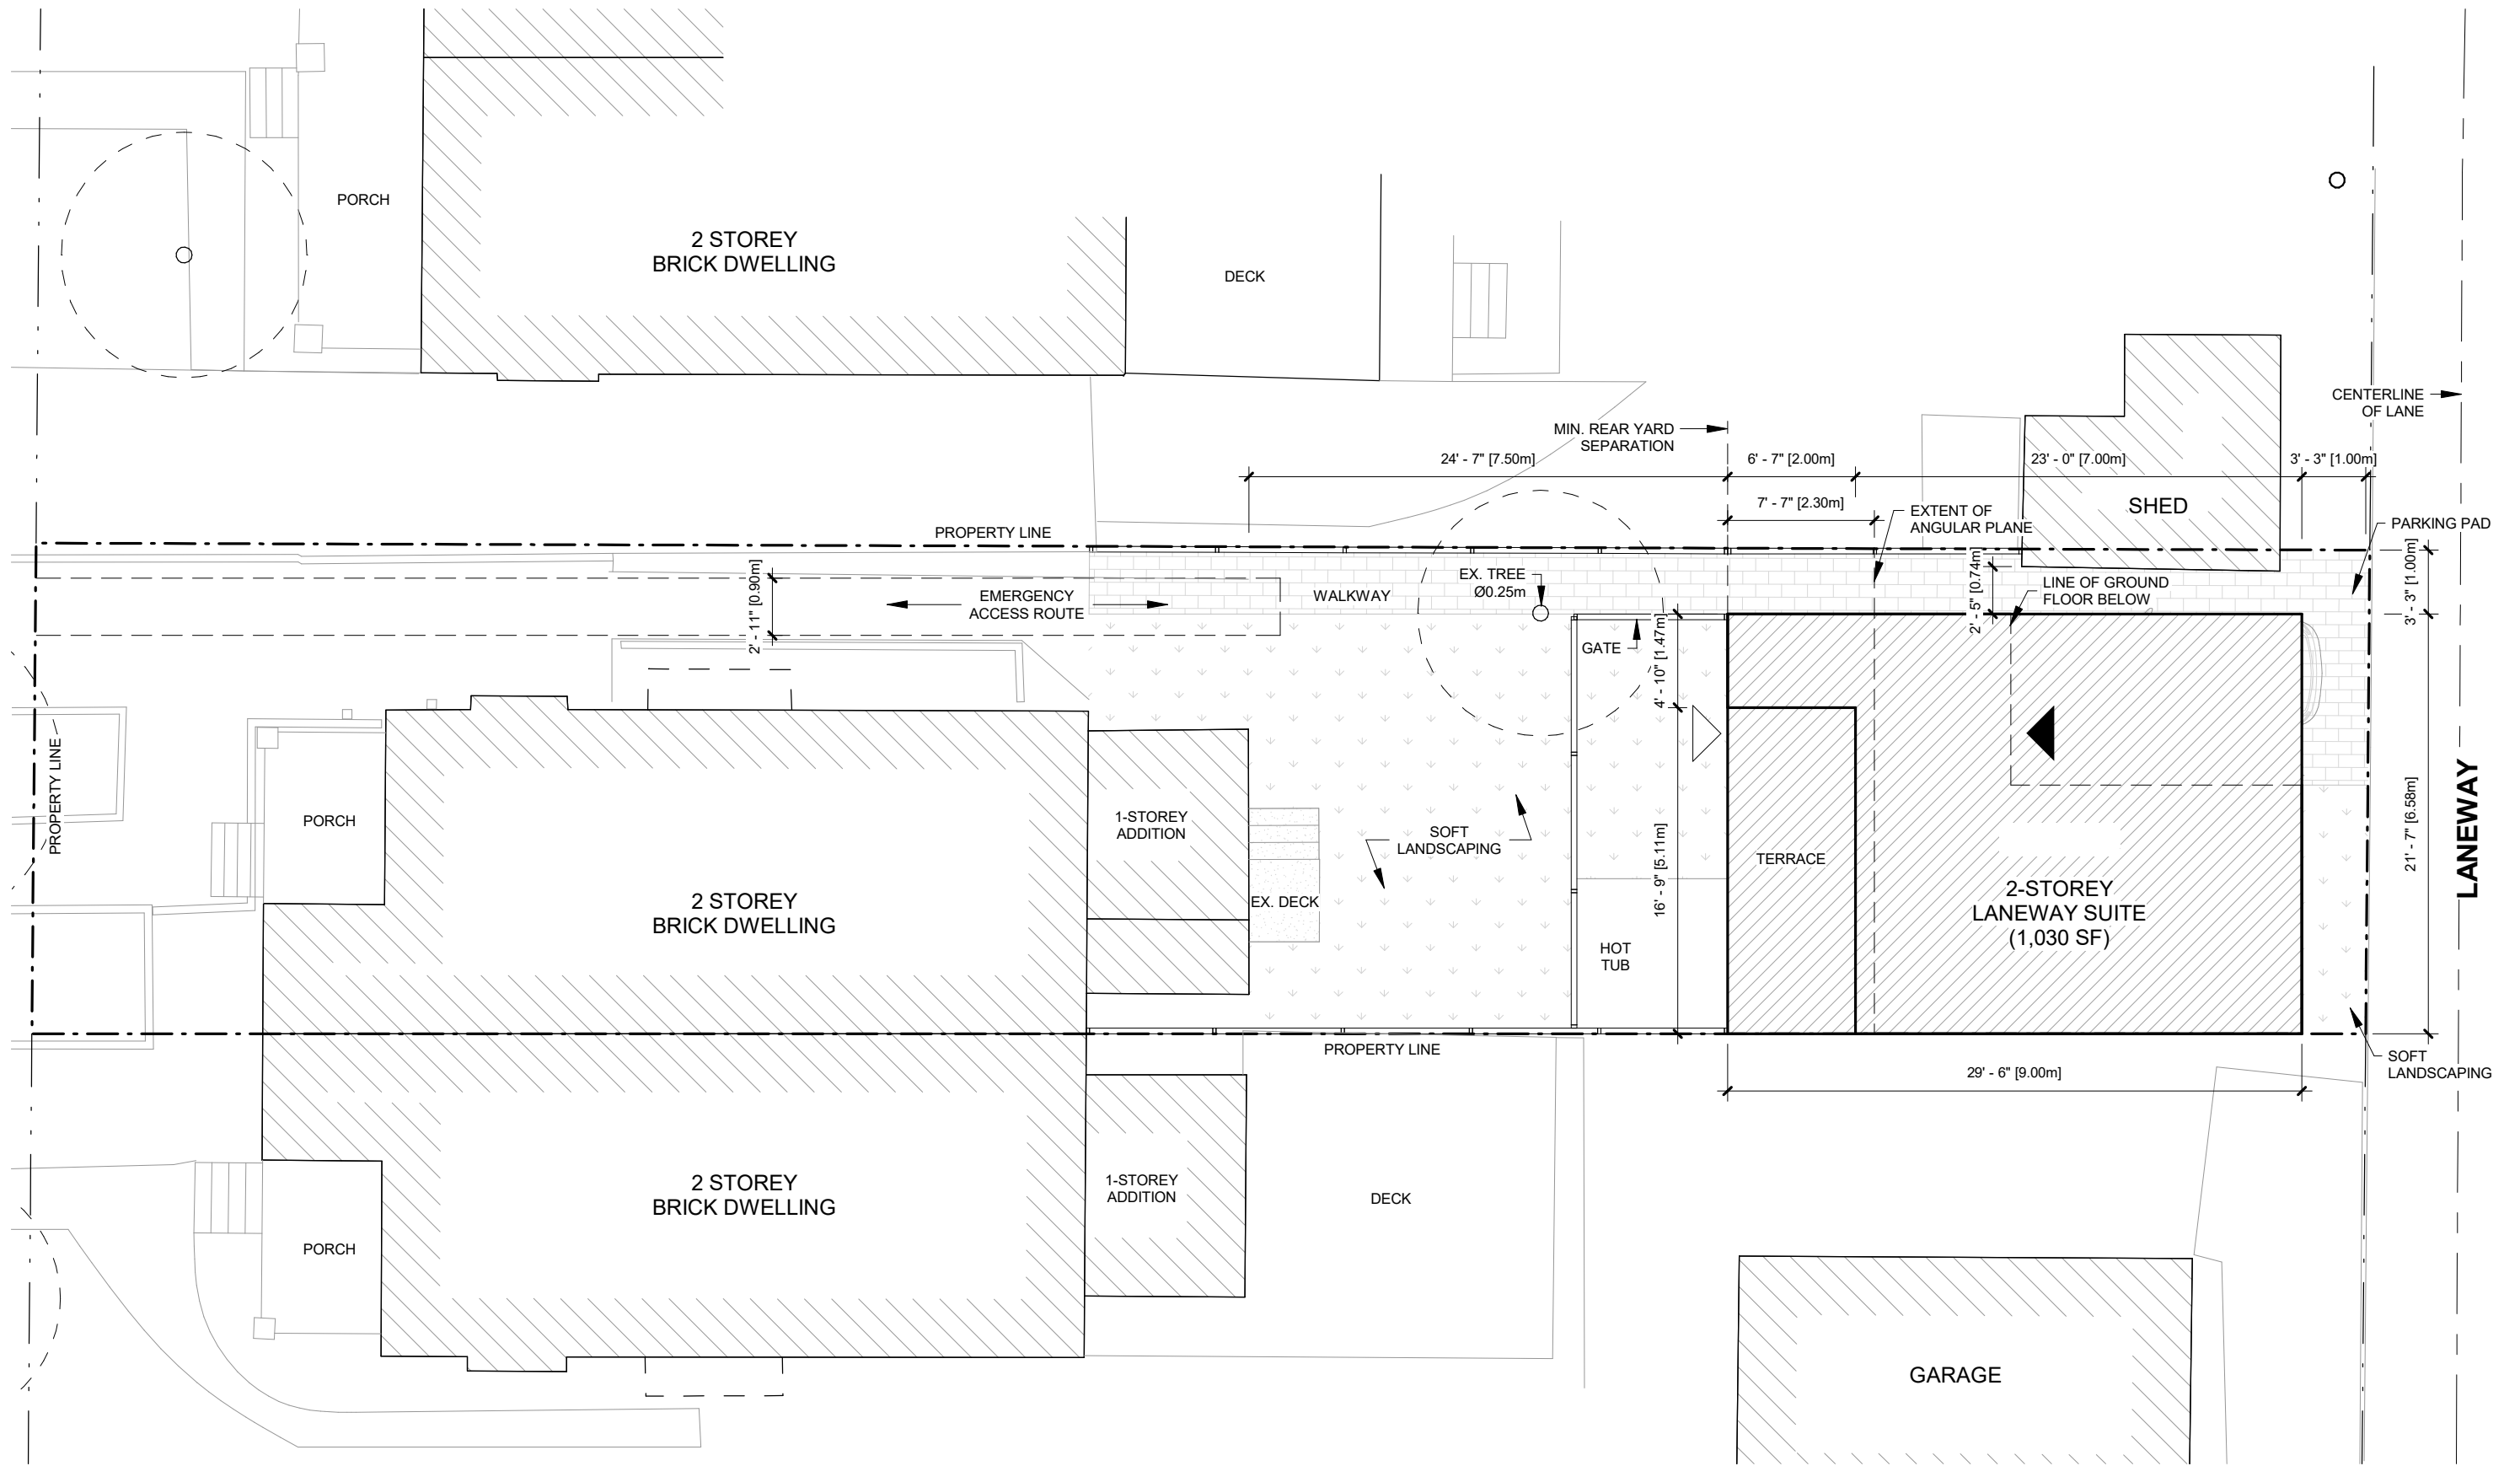 PORCH
2 STOREY
BRICK DWELLING
DECK
CENTERLINE
OF LANE
MIN. REAR YARD
SEPARATION
24' - 7" [7.50m]
6' - 7" [2.00m]
23' - 0" [7.00m]
3' - 3" [1.00m]
7' - 7" [2.30m]
EXTENT OF
ANGULAR PLANE
SHED
PARKING PAD
PROPERTY LINE
2' - 11" [0.90m]
EMERGENCY
ACCESS ROUTE
WALKWAY
EX. TREE
Ø0.25m
2' - 5" [0.74m]
LINE OF GROUND
FLOOR BELOW
3' - 3" [1.00m]
GATE
4' - 10" [1.47m]
PROPERTY LINE
PORCH
1-STOREY
ADDITION
SOFT
LANDSCAPING
16' - 9" [5.11m]
TERRACE
21' - 7" [6.58m]
LANEWAY
2 STOREY
BRICK DWELLING
EX. DECK
2-STOREY
LANEWAY SUITE
(1,030 SF)
HOT
TUB
PROPERTY LINE
SOFT
LANDSCAPING
29' - 6" [9.00m]
2 STOREY
BRICK DWELLING
1-STOREY
ADDITION
DECK
PORCH
GARAGE